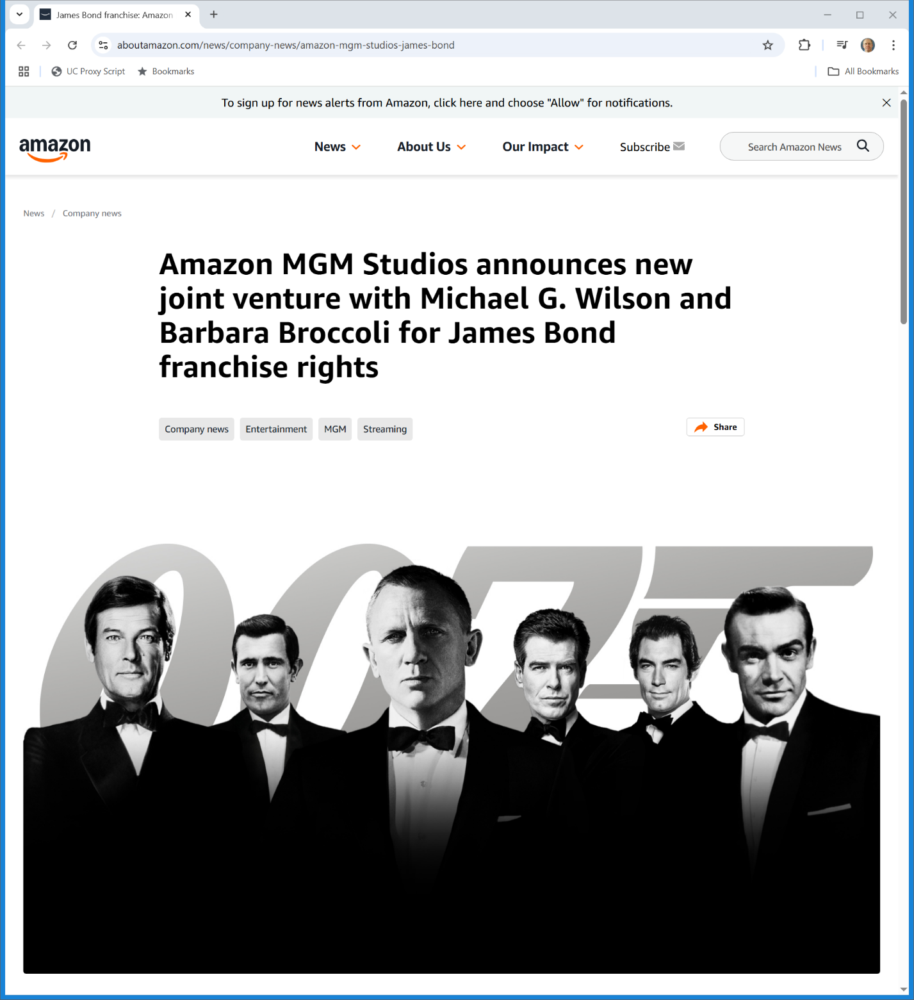 James Bond franchise: Amazon
aboutamazon.com/news/company-news/amazon-mgm-studios-james-bond
UC Proxy Script
Bookmarks
All Bookmarks
To sign up for news alerts from Amazon, click here and choose "Allow" for notifications.
amazon
News
About Us
Our Impact
Subscribe
Search Amazon News
News / Company news
Amazon MGM Studios announces new
joint venture with Michael G. Wilson and
Barbara Broccoli for James Bond
franchise rights
Company news
Entertainment
MGM
Streaming
Share
007